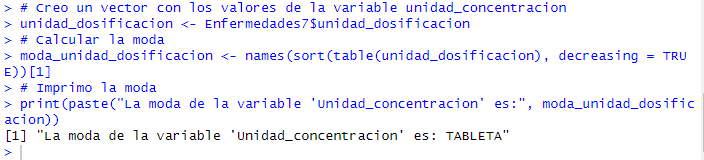 > # Creo un vector con los valores de la variable unidad_concentracion
> unidad_dosificacion <- Enfermedades7$unidad_dosificacion
> # Calcular la moda
> moda_unidad_dosificacion <- names(sort(table(unidad_dosificacion), decreasing = TRU
E))[1]
> # Imprimo la moda
> print(paste("La moda de la variable 'Unidad_concentracion' es:", moda_unidad_dosific
acion))
[1] "La moda de la variable 'Unidad_concentracion' es: TABLETA"
>